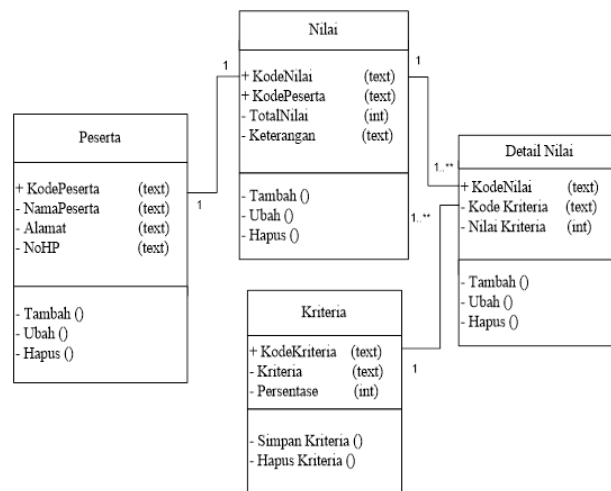 Nilai
+ KodeNilai (text)
+ KodePeserta (text)
- TotalNilai (int)
- Keterangan (text)
- Tambah ()
- Ubah ()
- Hapus ()
1
1
Peserta
+ KodePeserta (text)
- NamaPeserta (text)
- Alamat (text)
- NoHP (text)
- Tambah ()
- Ubah ()
- Hapus ()
1
1..**
Detail Nilai
+ KodeNilai (text)
- Kode Kriteria (text)
- Nilai Kriteria (int)
- Tambah ()
- Ubah ()
- Hapus ()
1..**
Kriteria
+ KodeKriteria (text)
- Kriteria (text)
- Persentase (int)
- Simpan Kriteria ()
- Hapus Kriteria ()
1